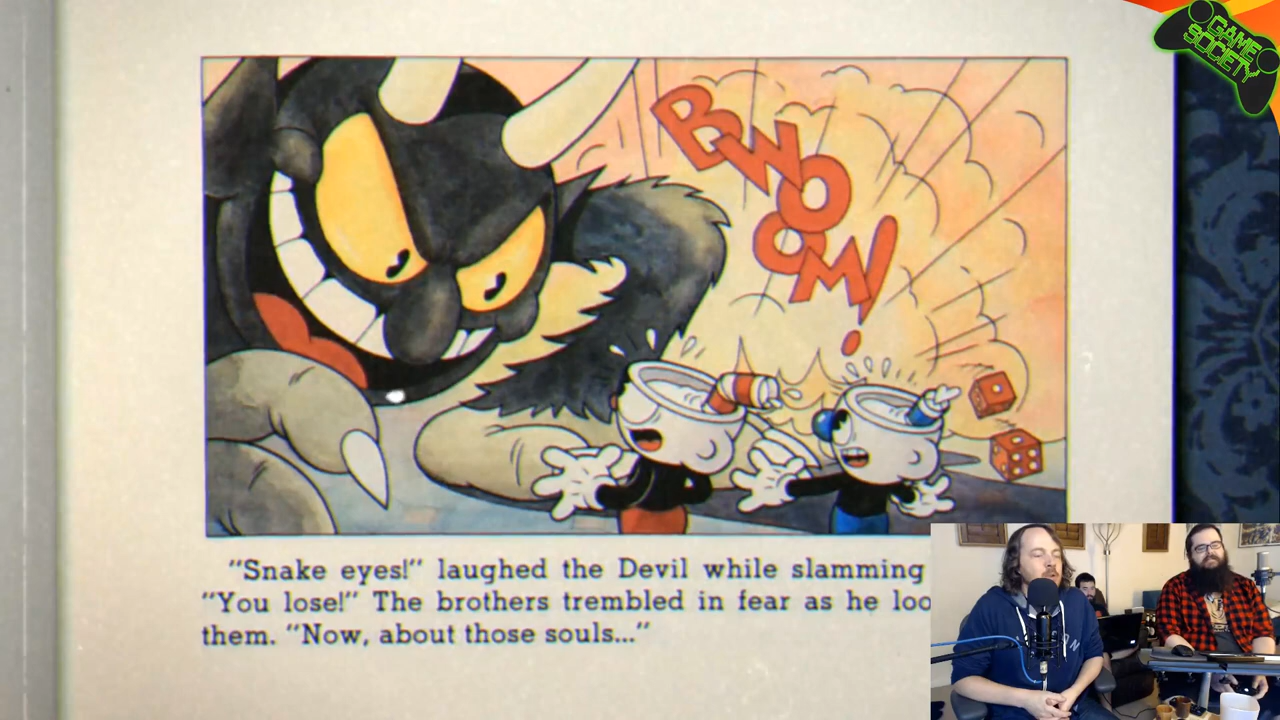 GAME
SOCIETY
BWOOM!
"Snake eyes!" laughed the Devil while slamming
"You lose!" The brothers trembled in fear as he loo
them. "Now, about those souls..."